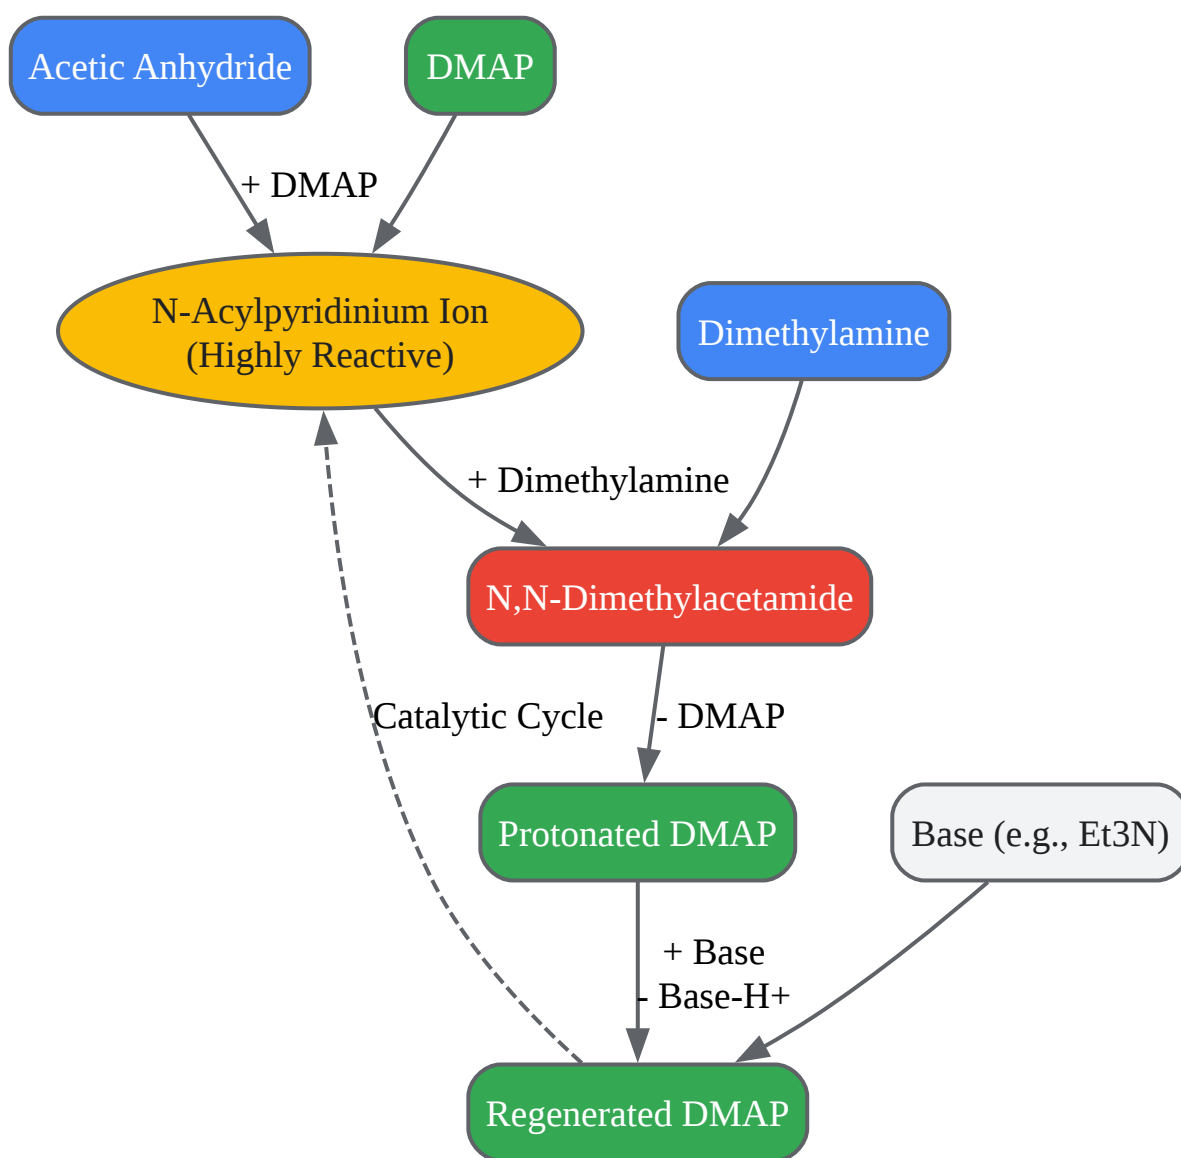 Acetic Anhydride
DMAP
+ DMAP
N-Acylpyridinium Ion
(Highly Reactive)
Dimethylamine
+ Dimethylamine
N,N-Dimethylacetamide
Catalytic Cycle
- DMAP
Protonated DMAP
Base (e.g., Et3N)
+ Base
- Base-H+
Regenerated DMAP